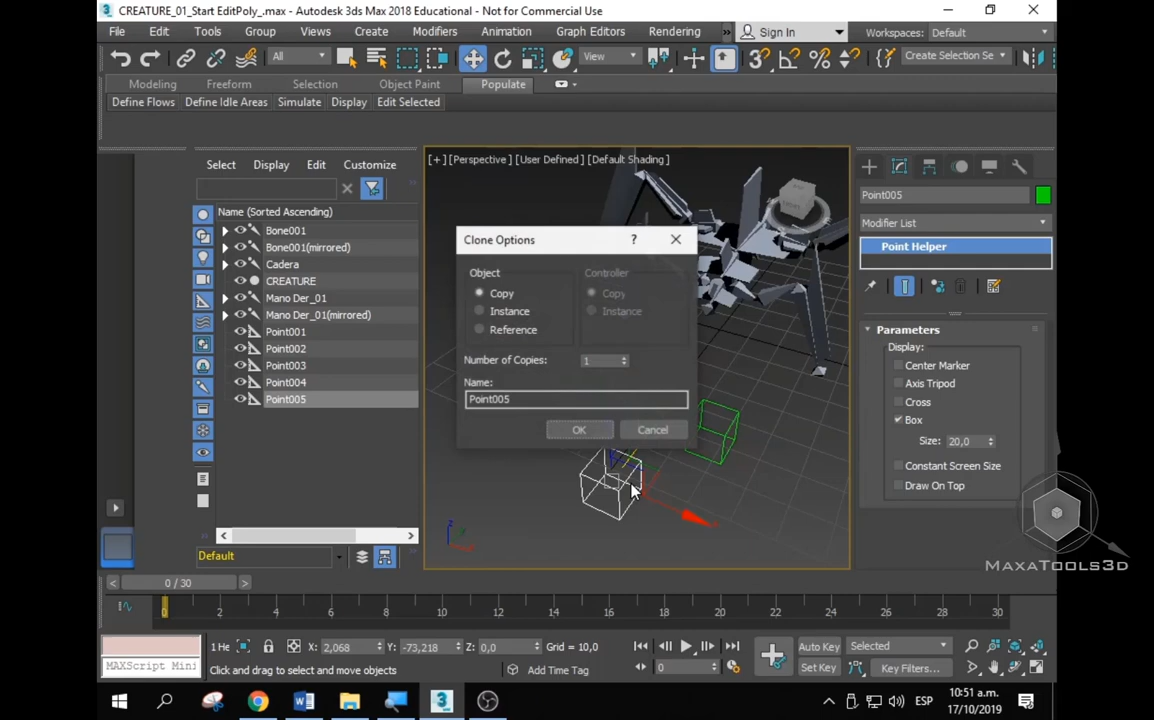 CREATURE_01_Start EditPoly_.max - Autodesk 3ds Max 2018 Educational - Not for Commercial Use
File Edit Tools Group Views Create Modifiers Animation Graph Editors Rendering » Sign In Workspaces: Default
All View Create Selection Se
Modeling Freeform Selection Object Paint Populate
Define Flows Define Idle Areas Simulate Display Edit Selected
Select Display Edit Customize
[+] [Perspective] [User Defined] [Default Shading]
Name (Sorted Ascending)
Bone001
Bone001(mirrored)
Cadera
CREATURE
Mano Der_01
Mano Der_01(mirrored)
Point001
Point002
Point003
Point004
Point005
Default
Clone Options ?
Object
Copy
Instance
Reference
Controller
Copy
Instance
Number of Copies: 1
Name:
Point005
OK Cancel
Point005
Modifier List
Point Helper
Parameters
Display:
Center Marker
Axis Tripod
Cross
Box
Size: 20,0
Constant Screen Size
Draw On Top
MAXATOOLS3D
< 0 / 30 >
0 2 4 6 8 10 12 14 16 18 20 22 24 26 28 30
1 He X: 2,068 Y: -73,218 Z: 0,0 Grid = 10,0 Auto Key Selected
MAXScript Mini Click and drag to select and move objects Add Time Tag 0 Set Key Key Filters...
ESP 10:51 a.m.
17/10/2019